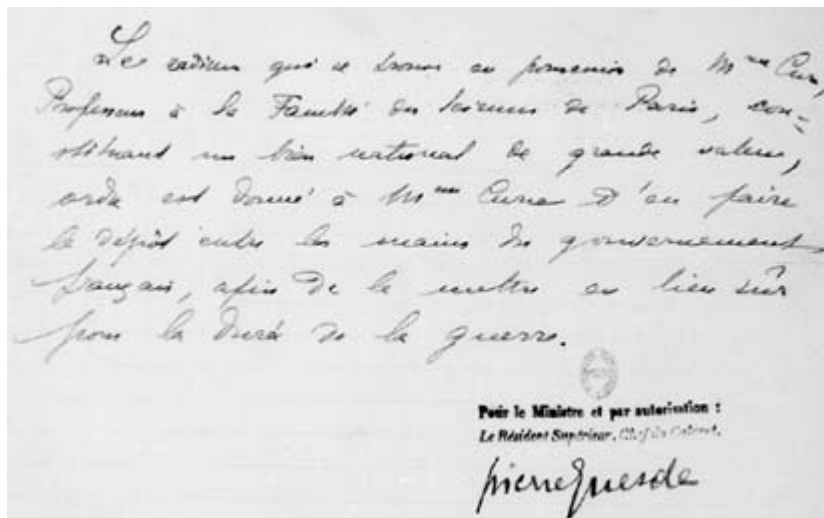 Le radium qui se trouve en possession de Mme Curie,
Professeur à la Faculté des Sciences de Paris, con-
stituant un bien national de grande valeur,
ordre est donné à Mme Curie d'en faire
le dépôt entre les mains du gouvernement
français, afin de le mettre en lieu sûr
pour la durée de la guerre.
Pour le Ministre et par autorisation :
Le Résident Supérieur, Chef du Cabinet,
pierre Guesde